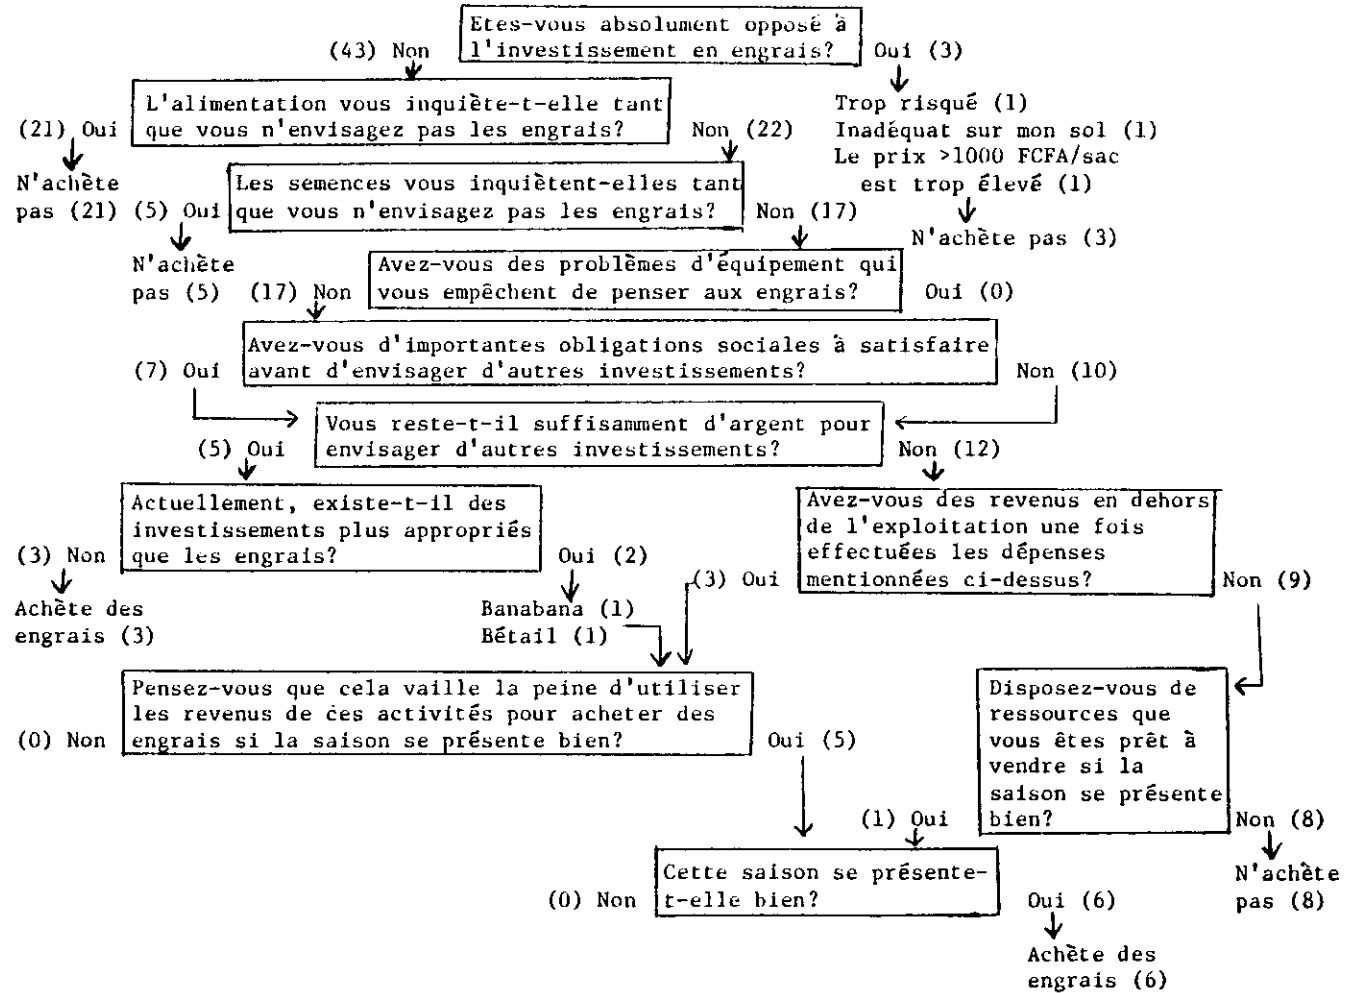 Etes-vous absolument opposé à
l'investissement en engrais?
(43) Non
Oui (3)
L'alimentation vous inquiète-t-elle tant
que vous n'envisagez pas les engrais?
(21) Oui
Non (22)
Trop risqué (1)
Inadéquat sur mon sol (1)
Le prix >1000 FCFA/sac
est trop élevé (1)
N'achète pas (3)
N'achète
pas (21)
Les semences vous inquiètent-elles tant
que vous n'envisagez pas les engrais?
(5) Oui
Non (17)
N'achète
pas (5)
Avez-vous des problèmes d'équipement qui
vous empêchent de penser aux engrais?
(17) Non
Oui (0)
Avez-vous d'importantes obligations sociales à satisfaire
avant d'envisager d'autres investissements?
(7) Oui
Non (10)
Vous reste-t-il suffisamment d'argent pour
envisager d'autres investissements?
(5) Oui
Non (12)
Actuellement, existe-t-il des
investissements plus appropriés
que les engrais?
(3) Non
Oui (2)
Avez-vous des revenus en dehors
de l'exploitation une fois
effectuées les dépenses
mentionnées ci-dessus?
(3) Oui
Non (9)
Achète des
engrais (3)
Banabana (1)
Bétail (1)
Pensez-vous que cela vaille la peine d'utiliser
les revenus de ces activités pour acheter des
engrais si la saison se présente bien?
(0) Non
Oui (5)
Disposez-vous de
ressources que
vous êtes prêt à
vendre si la
saison se présente
bien?
(1) Oui
Non (8)
N'achète
pas (8)
Cette saison se présente-
t-elle bien?
(0) Non
Oui (6)
Achète des
engrais (6)